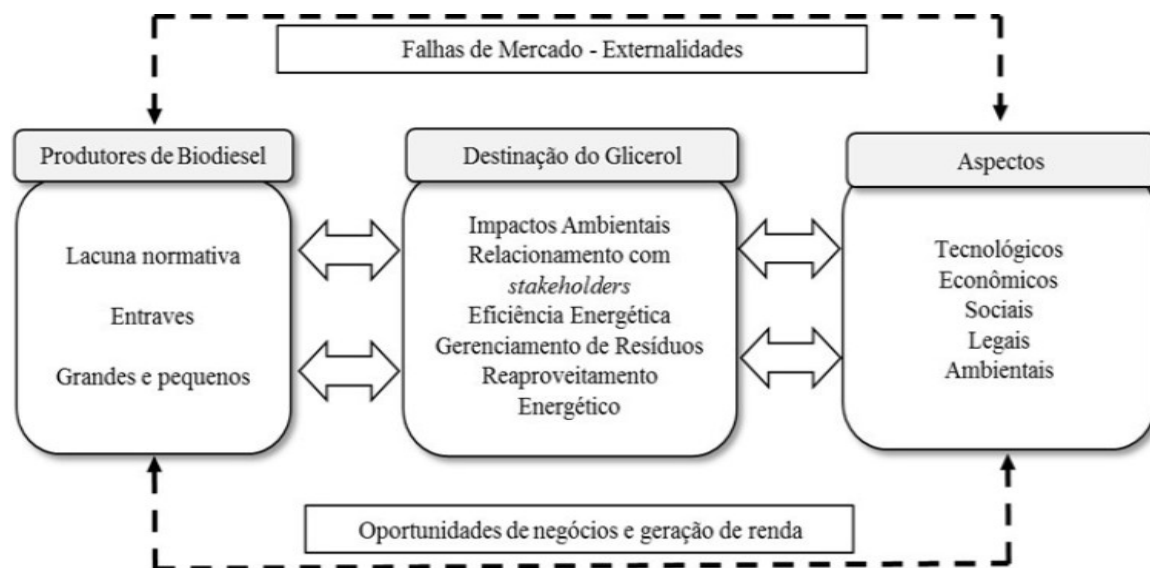 Falhas de Mercado - Externalidades
Produtores de Biodiesel
Lacuna normativa
Entraves
Grandes e pequenos
Destinação do Glicerol
Impactos Ambientais
Relacionamento com
stakeholders
Eficiência Energética
Gerenciamento de Resíduos
Reaproveitamento
Energético
Aspectos
Tecnológicos
Econômicos
Sociais
Legais
Ambientais
Oportunidades de negócios e geração de renda